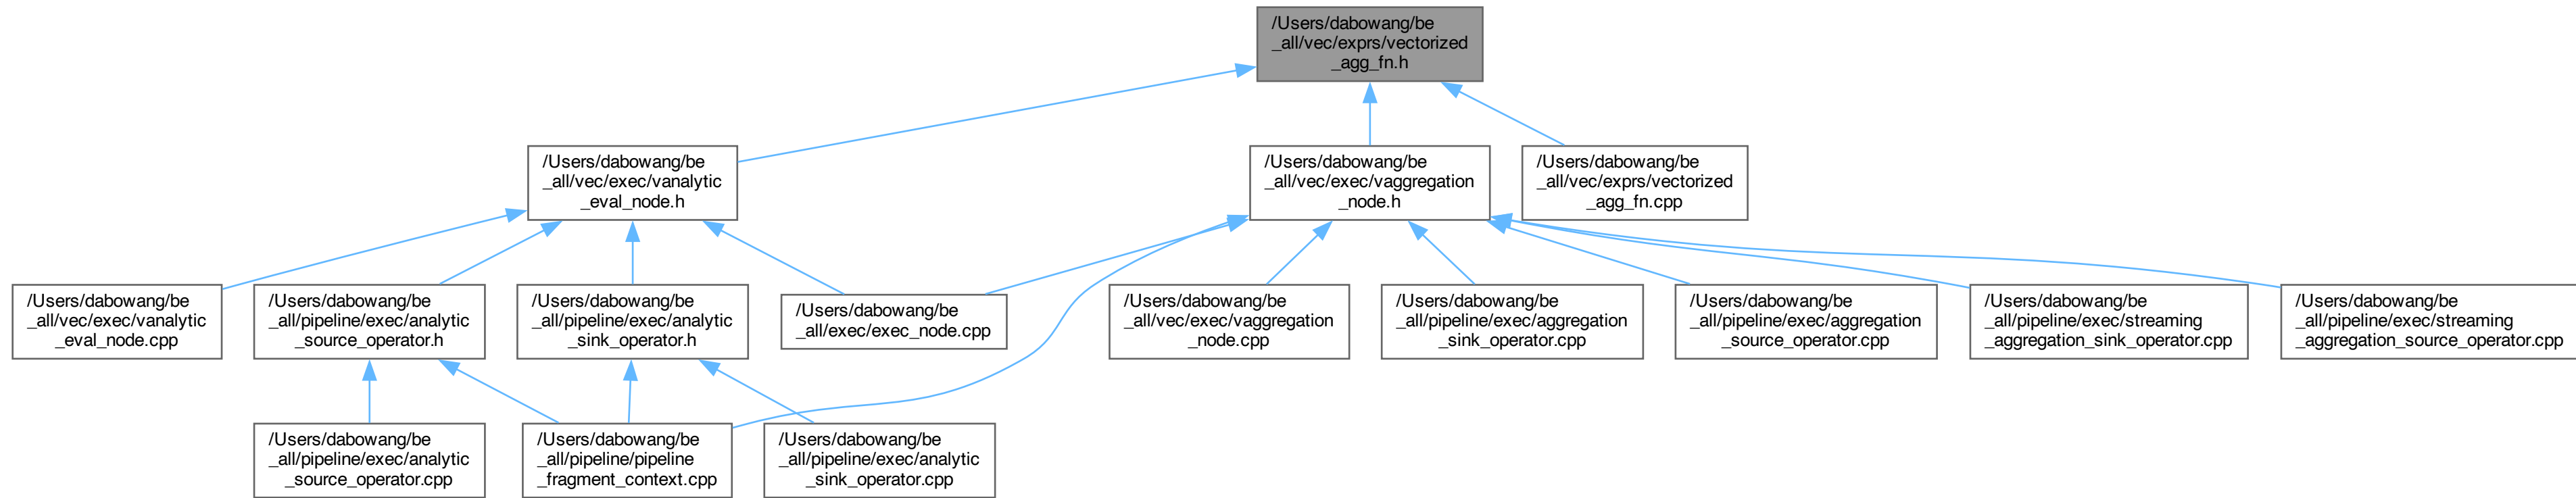 /Users/dabowang/be
_all/vec/exprs/vectorized
_agg_fn.h
/Users/dabowang/be
_all/vec/exec/vanalytic
_eval_node.h
/Users/dabowang/be
_all/vec/exec/vaggregation
_node.h
/Users/dabowang/be
_all/vec/exprs/vectorized
_agg_fn.cpp
/Users/dabowang/be
_all/vec/exec/vanalytic
_eval_node.cpp
/Users/dabowang/be
_all/pipeline/exec/analytic
_source_operator.h
/Users/dabowang/be
_all/pipeline/exec/analytic
_sink_operator.h
/Users/dabowang/be
_all/exec/exec_node.cpp
/Users/dabowang/be
_all/vec/exec/vaggregation
_node.cpp
/Users/dabowang/be
_all/pipeline/exec/aggregation
_sink_operator.cpp
/Users/dabowang/be
_all/pipeline/exec/aggregation
_source_operator.cpp
/Users/dabowang/be
_all/pipeline/exec/streaming
_aggregation_sink_operator.cpp
/Users/dabowang/be
_all/pipeline/exec/streaming
_aggregation_source_operator.cpp
/Users/dabowang/be
_all/pipeline/exec/analytic
_source_operator.cpp
/Users/dabowang/be
_all/pipeline/pipeline
_fragment_context.cpp
/Users/dabowang/be
_all/pipeline/exec/analytic
_sink_operator.cpp